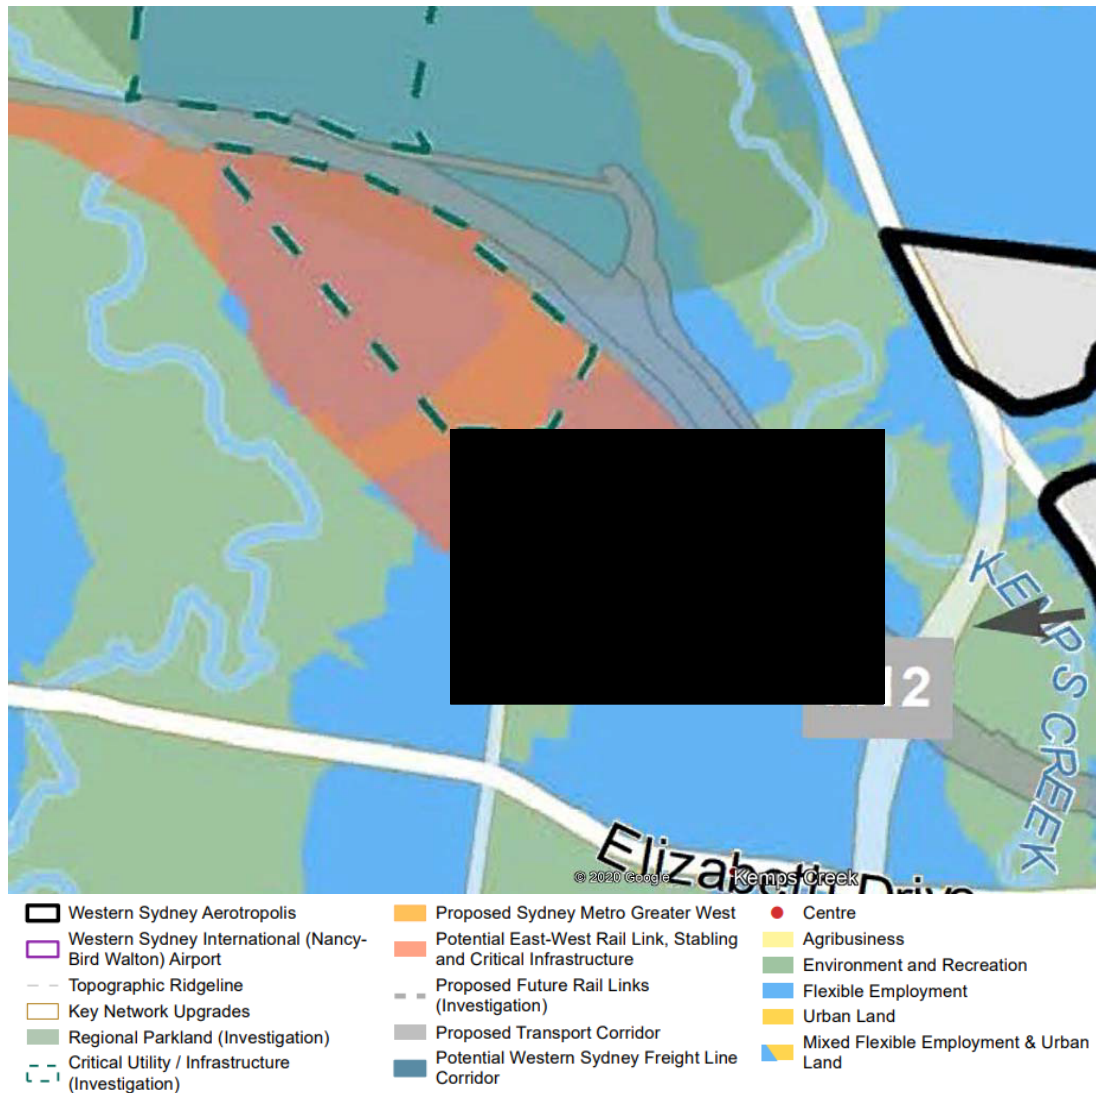 KEMPS CREEK
12
Elizabeth Drive
© 2020 Google
Kemps Creek
Western Sydney Aerotropolis
Western Sydney International (Nancy-
Bird Walton) Airport
Topographic Ridgeline
Key Network Upgrades
Regional Parkland (Investigation)
Critical Utility / Infrastructure
(Investigation)
Proposed Sydney Metro Greater West
Potential East-West Rail Link, Stabling
and Critical Infrastructure
Proposed Future Rail Links
(Investigation)
Proposed Transport Corridor
Potential Western Sydney Freight Line
Corridor
Centre
Agribusiness
Environment and Recreation
Flexible Employment
Urban Land
Mixed Flexible Employment & Urban
Land